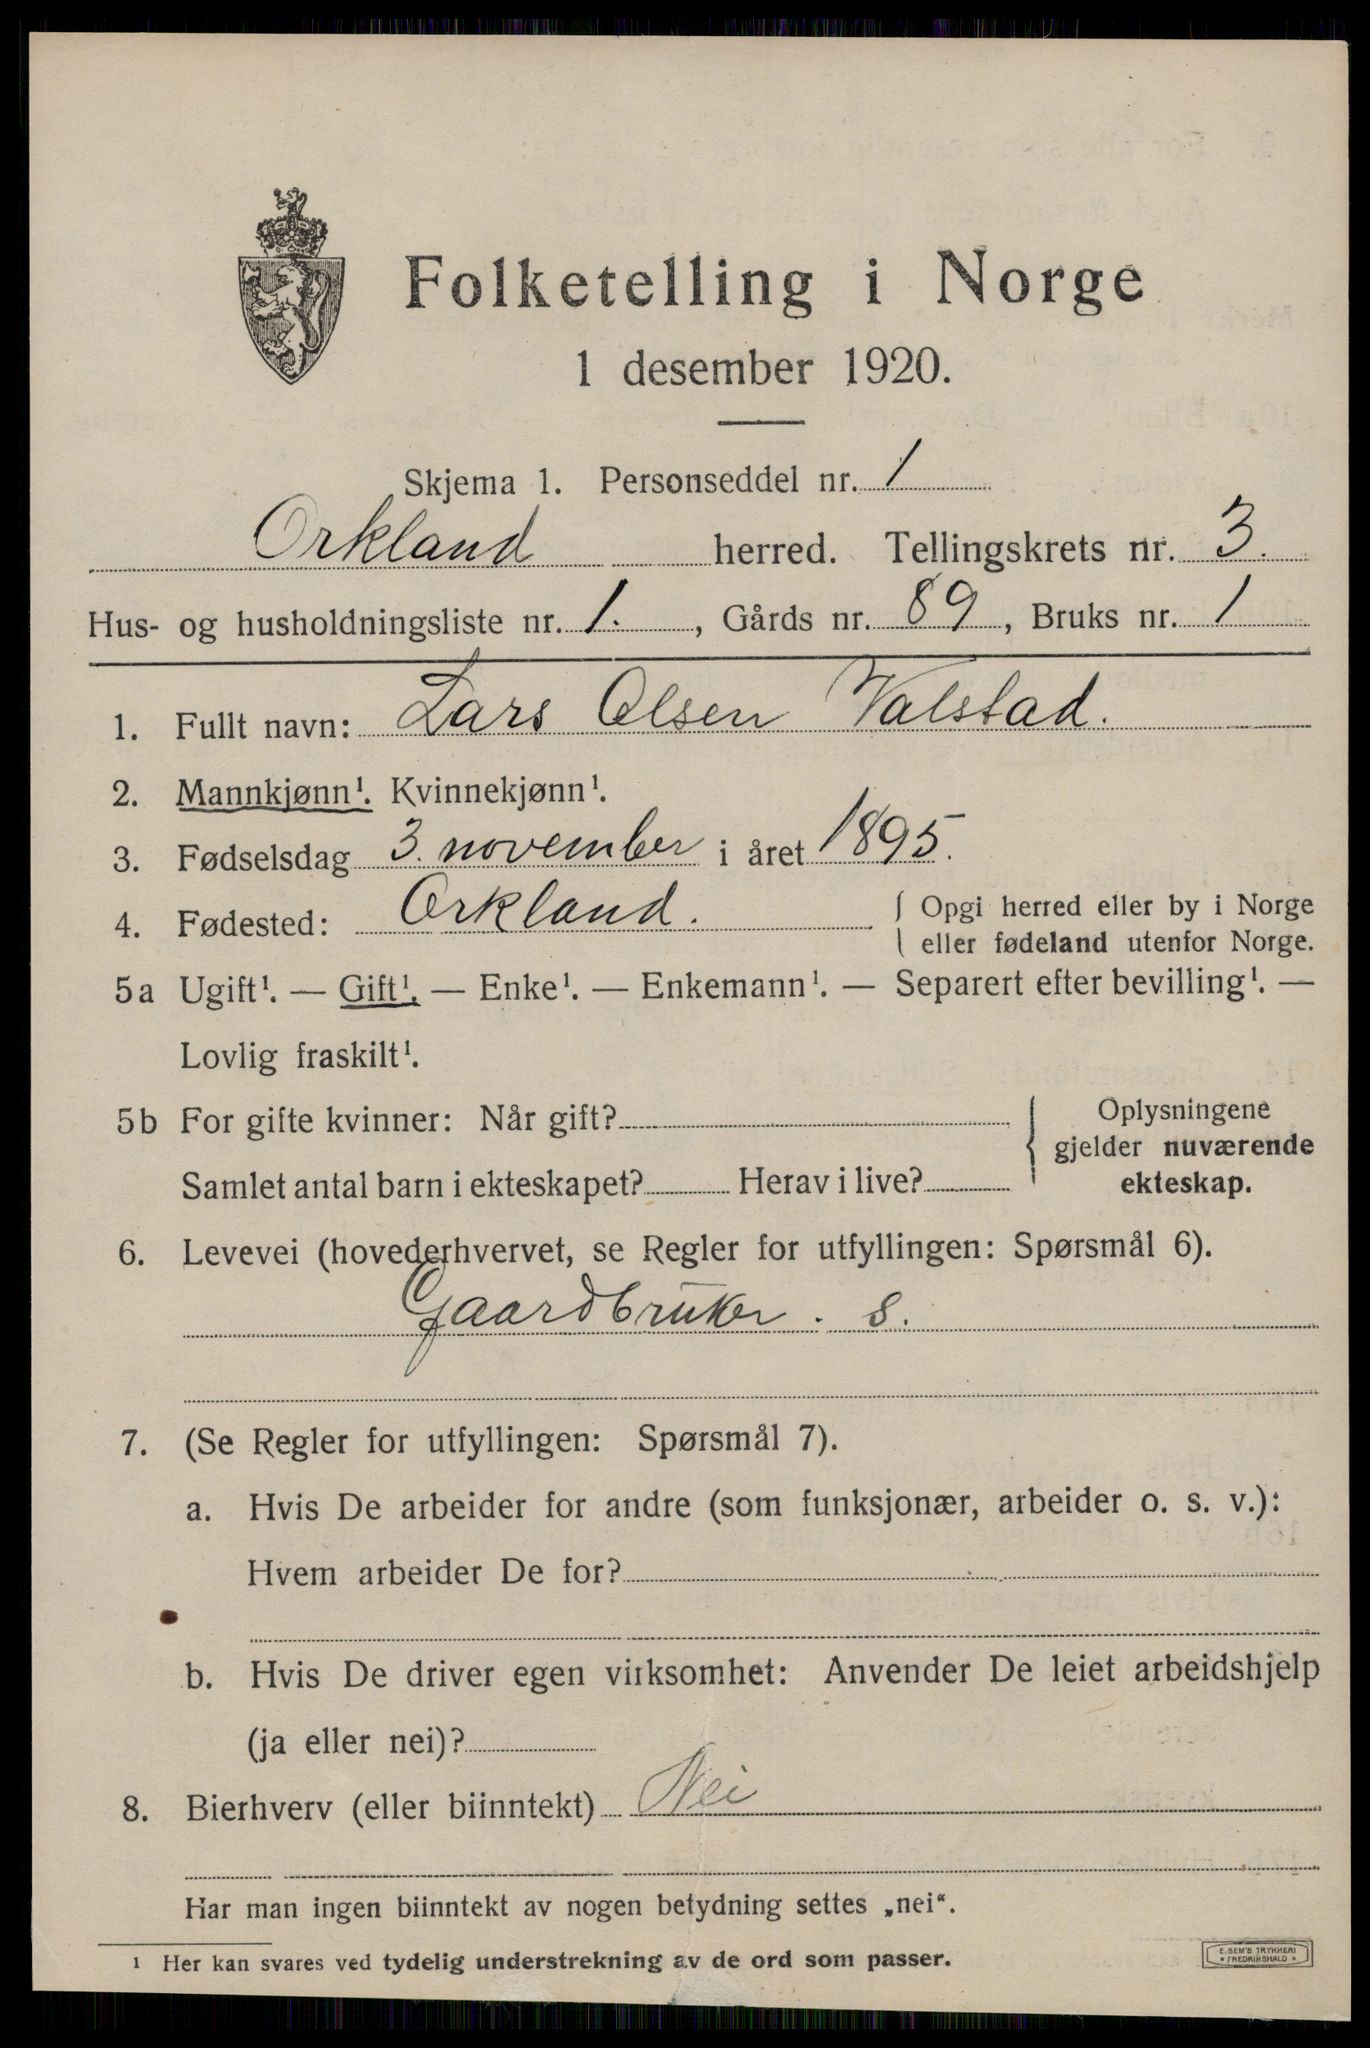 Folketelling i Norge
1 desember 1920.
Skjema 1. Personseddel nr. 1
Orkland herred. Tellingskrets nr. 3.
Hus- og husholdningsliste nr. 1., Gårds nr. 89, Bruks nr. 1
1. Fullt navn: Lars Olsen Valstad.
2. Mannkjønn¹. Kvinnekjønn¹.
3. Fødselsdag 3. november i året 1895.
4. Fødested: Orkland. { Opgi herred eller by i Norge
eller fødeland utenfor Norge.
5a Ugift¹. — Gift¹. — Enke¹. — Enkemann¹. — Separert efter bevilling¹. —
Lovlig fraskilt¹.
5b For gifte kvinner: Når gift? { Oplysningene
gjelder nuværende
Samlet antal barn i ekteskapet? Herav i live? ekteskap.
6. Levevei (hovederhvervet, se Regler for utfyllingen: Spørsmål 6).
Gaardbruker. s.
7. (Se Regler for utfyllingen: Spørsmål 7).
a. Hvis De arbeider for andre (som funksjonær, arbeider o. s. v.):
Hvem arbeider De for?
b. Hvis De driver egen virksomhet: Anvender De leiet arbeidshjelp
(ja eller nei)?
8. Bierhverv (eller biinntekt) Nei
Har man ingen biinntekt av nogen betydning settes „nei“.
¹ Her kan svares ved tydelig understrekning av de ord som passer.
E. SEM'S TRYKKERI
• FREDRIKSHALD •